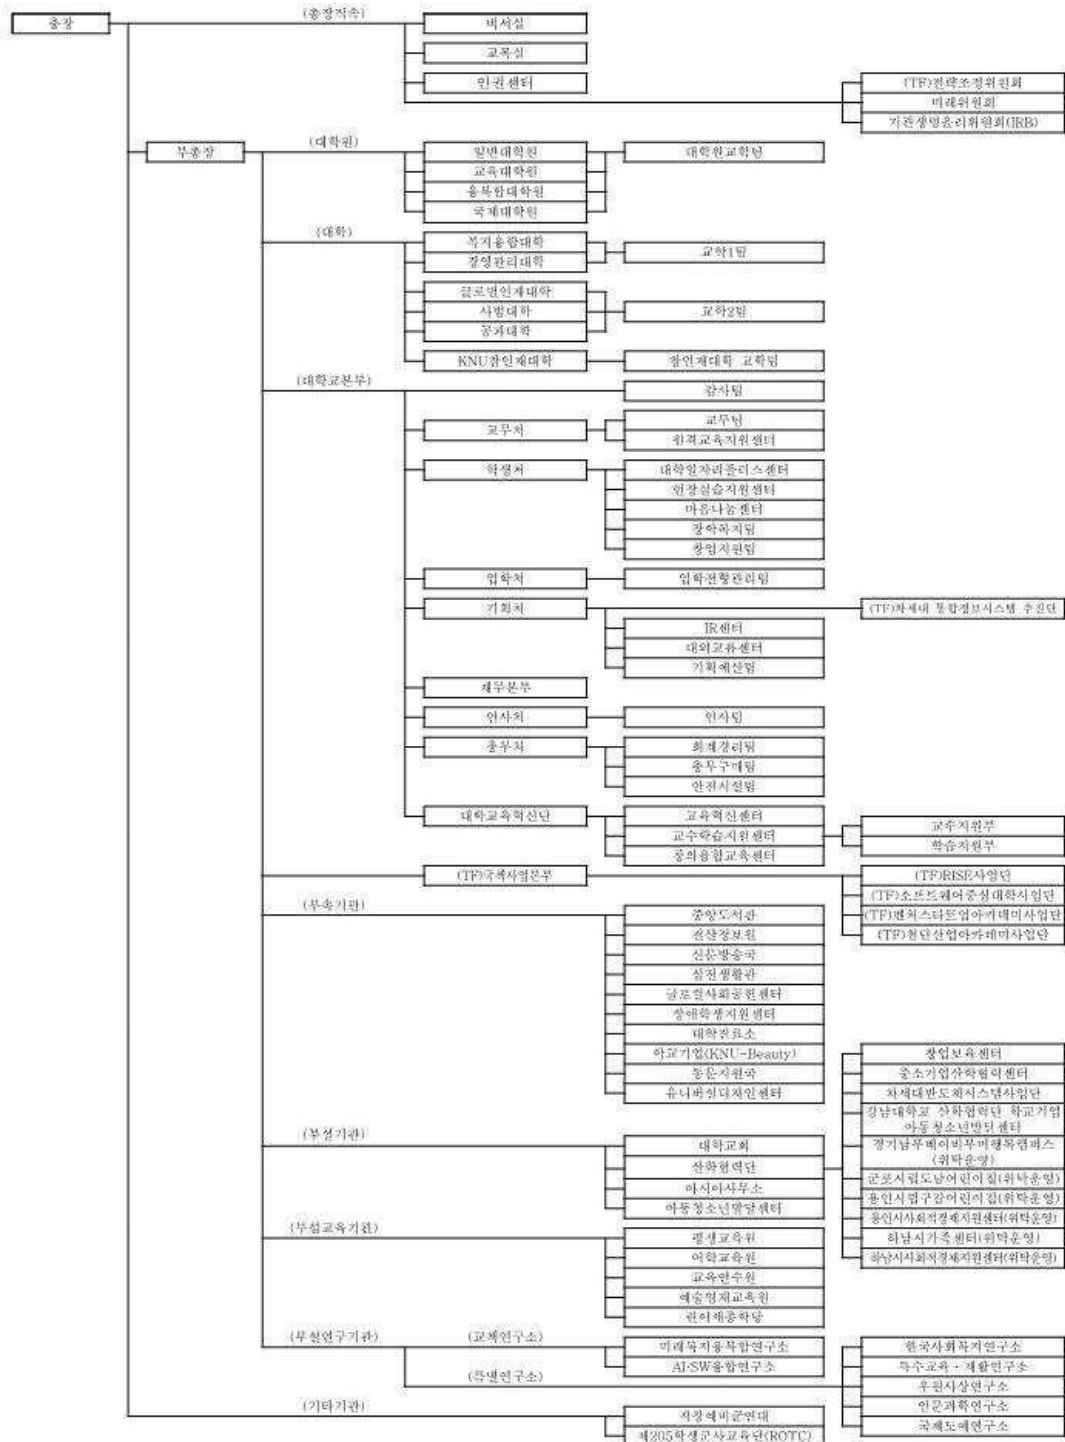 총장
(총장직속)
비서실
교목실
인권센터
(TF)전략조정위원회
미래위원회
기관생명윤리위원회(IRB)
부총장
(대학원)
일반대학원
대학원교학팀
교육대학원
융복합대학원
국제대학원
(대학)
복지융합대학
경영관리대학
교학1팀
글로벌인재대학
사범대학
공과대학
교학2팀
KNU참인재대학
참인재대학 교학팀
(대학교본부)
감사팀
교무처
교무팀
원격교육지원센터
학생처
대학일자리플러스센터
현장실습지원센터
마음나눔센터
장학복지팀
창업지원팀
입학처
입학전형관리팀
기획처
(TF)차세대 통합정보시스템 추진단
IR센터
대외교류센터
기획예산팀
재무본부
인사처
인사팀
총무처
회계경리팀
총무구매팀
안전시설팀
대학교육혁신단
교육혁신센터
교수학습지원센터
창의융합교육센터
교수지원부
학습지원부
(TF)국책사업본부
(TF)RISE사업단
(TF)소프트웨어중심대학사업단
(TF)벤처스타트업아카데미사업단
(TF)첨단산업아카데미사업단
(부속기관)
중앙도서관
전산정보원
신문방송국
심전생활관
글로컬사회공헌센터
장애학생지원센터
대학진료소
학교기업(KNU-Beauty)
동문지원국
유니버설디자인센터
(부설기관)
대학교회
산학협력단
아시아사무소
아동청소년발달센터
창업보육센터
중소기업산학협력센터
차세대반도체시스템사업단
강남대학교 산학협력단 학교기업
아동청소년발달센터
경기남부베이비부머행복캠퍼스
(위탁운영)
군포시립도담어린이집(위탁운영)
용인시립구갈어린이집(위탁운영)
용인시사회적경제지원센터(위탁운영)
하남시가족센터(위탁운영)
하남시사회적경제지원센터(위탁운영)
(부설교육기관)
평생교육원
어학교육원
교육연수원
예술영재교육원
린이세종학당
(부설연구기관)
(교책연구소)
미래복지융복합연구소
AI·SW융합연구소
(특별연구소)
한국사회복지연구소
특수교육·재활연구소
우원사상연구소
인문과학연구소
국제도예연구소
(기타기관)
직장예비군연대
제205학생군사교육단(ROTC)